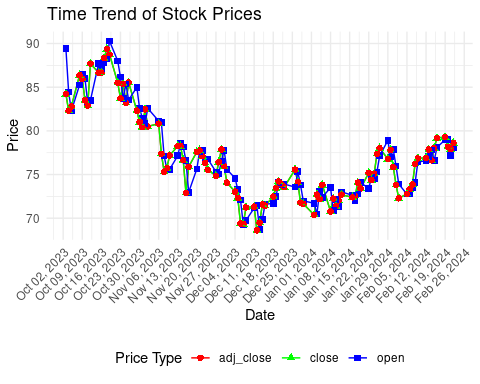 Time Trend of Stock Prices
Price
90
85
80
75
70
Oct 02, 2023
Oct 09, 2023
Oct 16, 2023
Oct 23, 2023
Oct 30, 2023
Nov 06, 2023
Nov 13, 2023
Nov 20, 2023
Nov 27, 2023
Dec 04, 2023
Dec 11, 2023
Dec 18, 2023
Dec 25, 2023
Jan 01, 2024
Jan 08, 2024
Jan 15, 2024
Jan 22, 2024
Jan 29, 2024
Feb 05, 2024
Feb 12, 2024
Feb 19, 2024
Feb 26, 2024
Date
Price Type adj_close close open